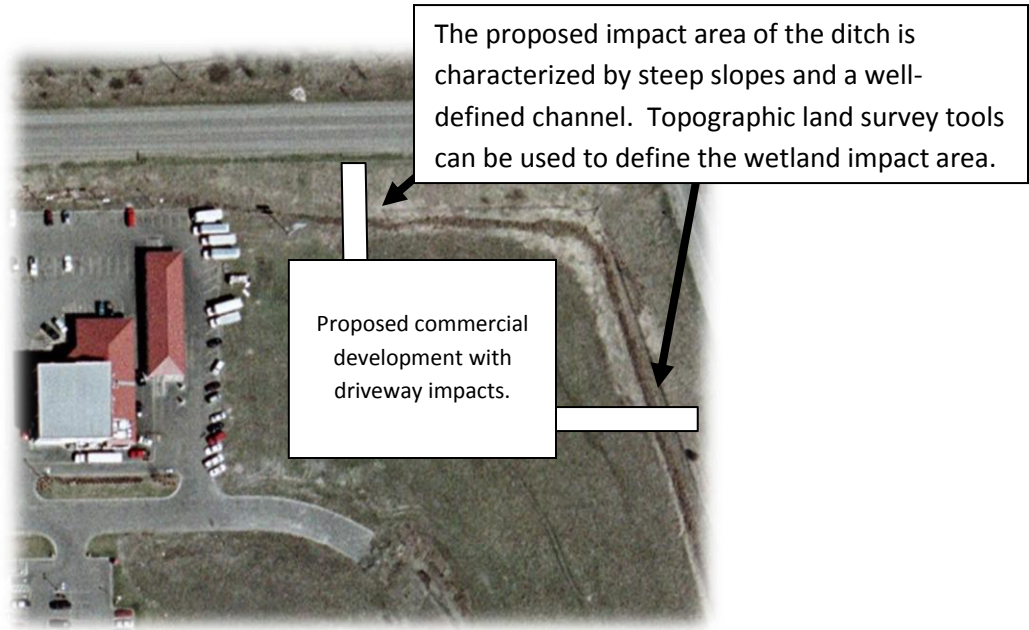 The proposed impact area of the ditch is
characterized by steep slopes and a well-
defined channel.  Topographic land survey tools
can be used to define the wetland impact area.
Proposed commercial
development with
driveway impacts.